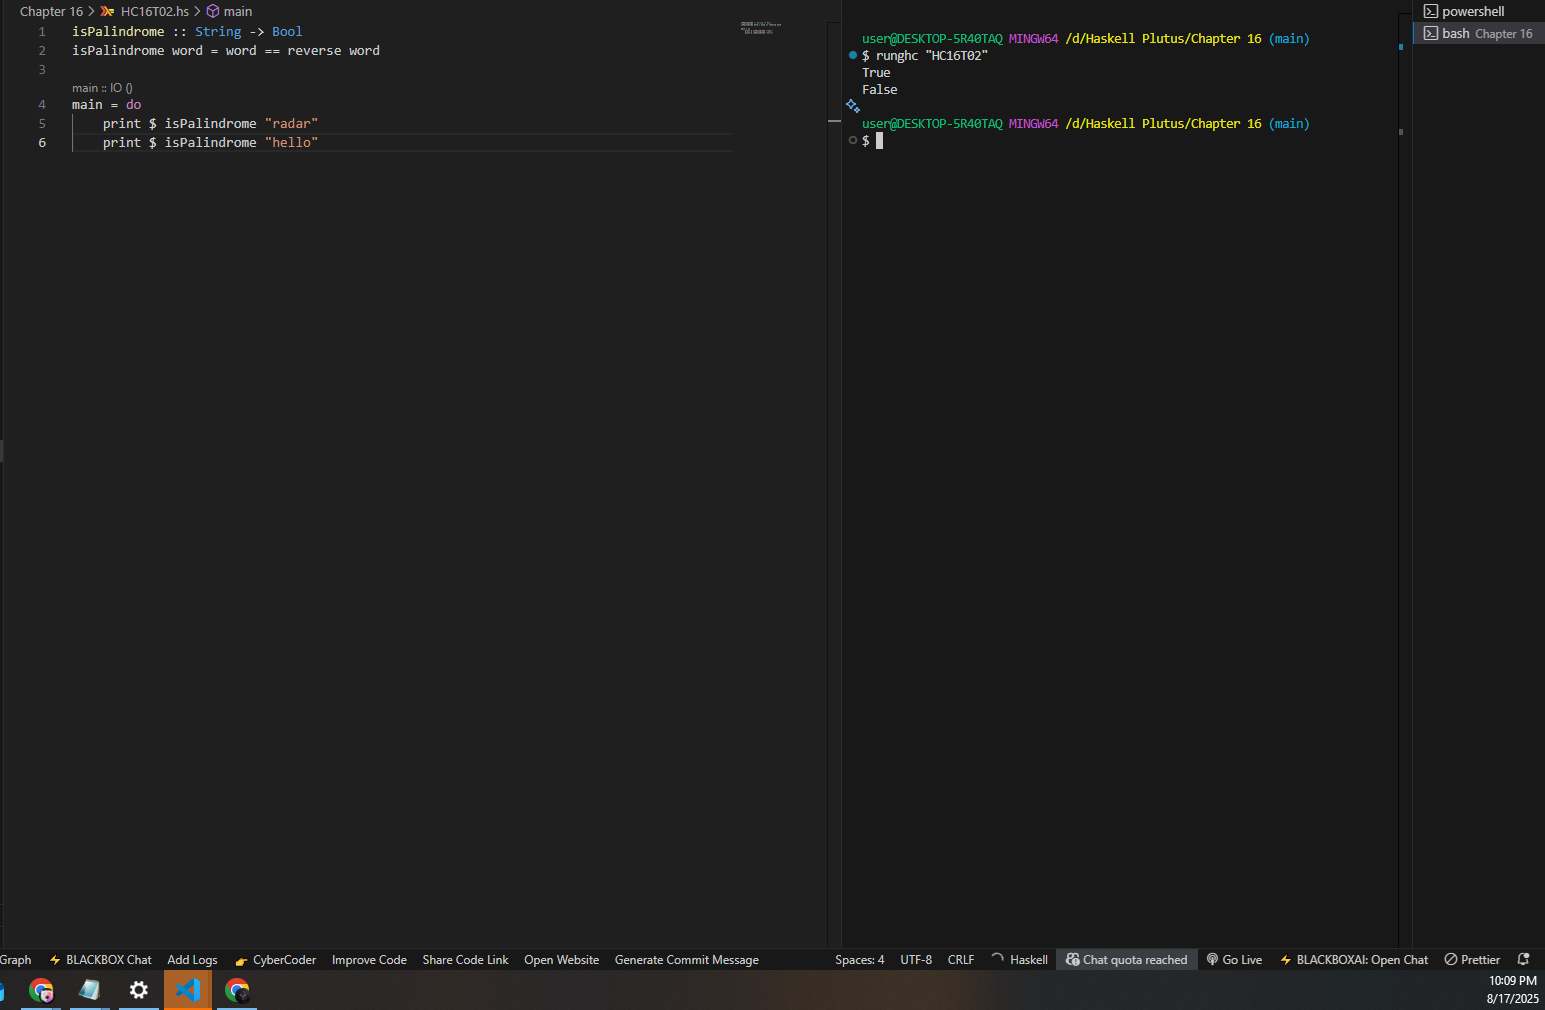 Chapter 16 > HC16T02.hs > main
1 isPalindrome :: String -> Bool
2 isPalindrome word = word == reverse word
3
main :: IO ()
4 main = do
5 print $ isPalindrome "radar"
6 print $ isPalindrome "hello"
user@DESKTOP-5R40TAQ MINGW64 /d/Haskell Plutus/Chapter 16 (main)
$ runghc "HC16T02"
True
False
user@DESKTOP-5R40TAQ MINGW64 /d/Haskell Plutus/Chapter 16 (main)
$
powershell
bash Chapter 16
Graph BLACKBOX Chat Add Logs CyberCoder Improve Code Share Code Link Open Website Generate Commit Message Spaces: 4 UTF-8 CRLF Haskell Chat quota reached Go Live BLACKBOXAI: Open Chat Prettier
10:09 PM
8/17/2025